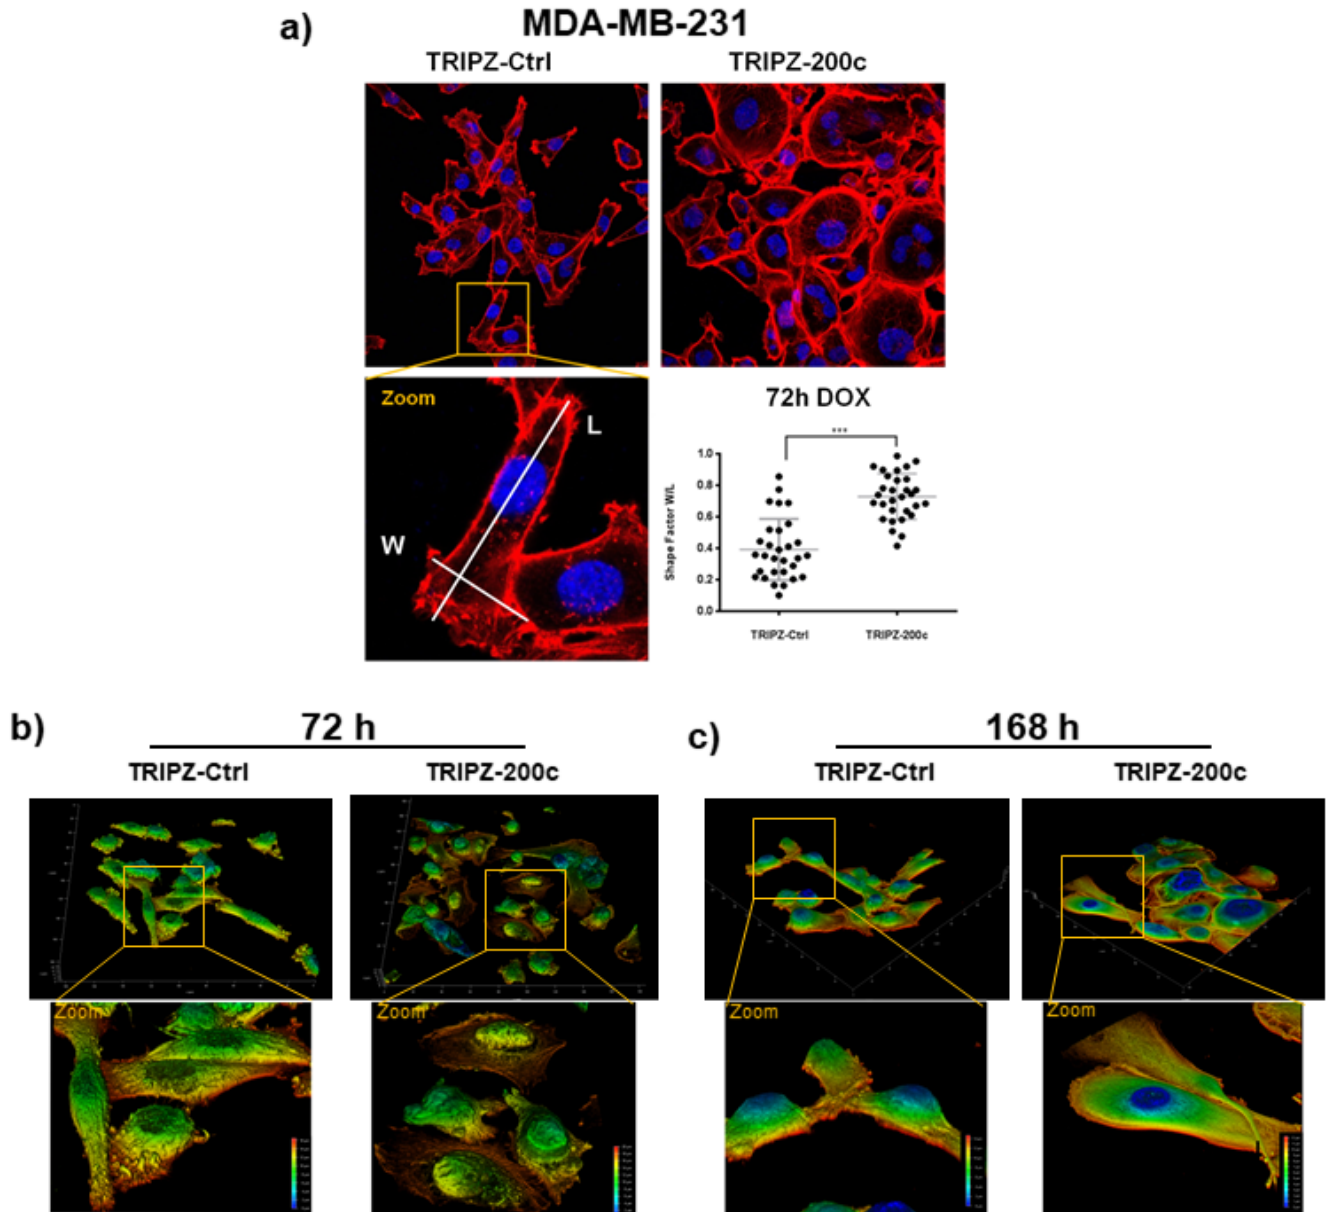 a)
MDA-MB-231
TRIPZ-Ctrl
TRIPZ-200c
Zoom
L
W
72h DOX
***
Shape Factor W/L
1.0
0.8
0.6
0.4
0.2
0.0
TRIPZ-Ctrl
TRIPZ-200c
b)
72 h
TRIPZ-Ctrl
TRIPZ-200c
Zoom
Zoom
c)
168 h
TRIPZ-Ctrl
TRIPZ-200c
Zoom
Zoom